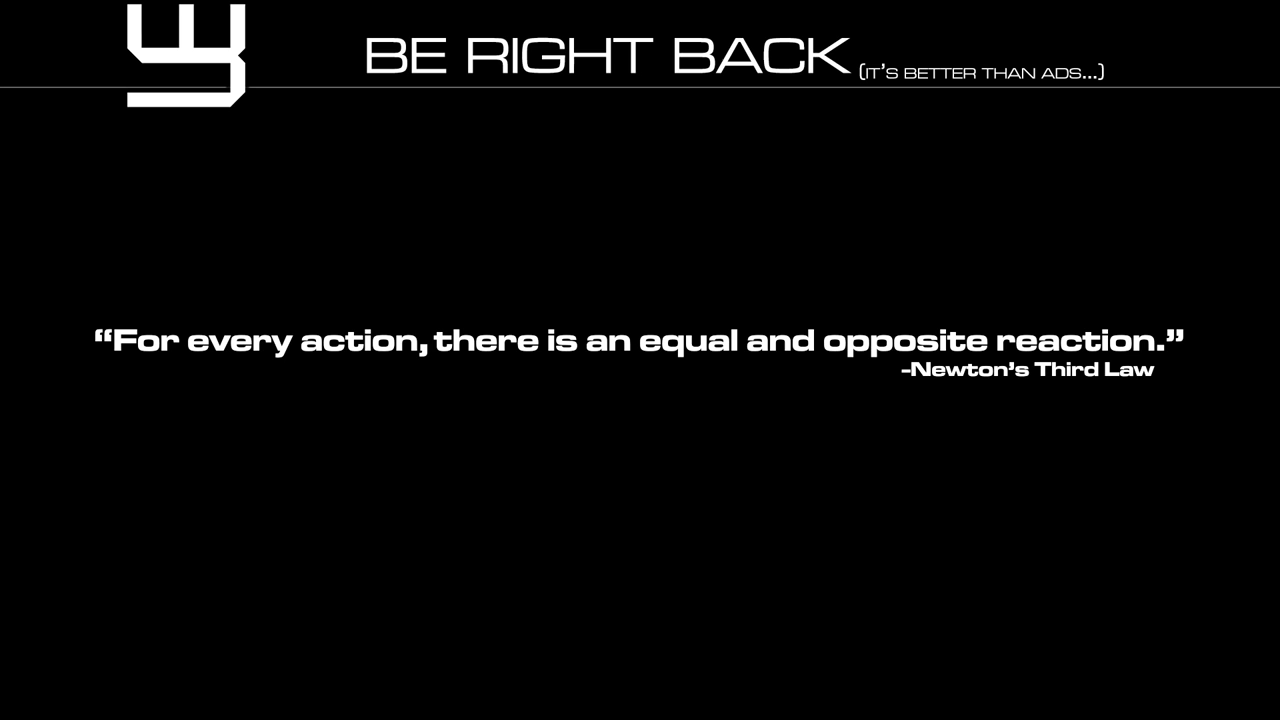 BE RIGHT BACK (IT'S BETTER THAN ADS...)
“For every action, there is an equal and opposite reaction.”
-Newton’s Third Law